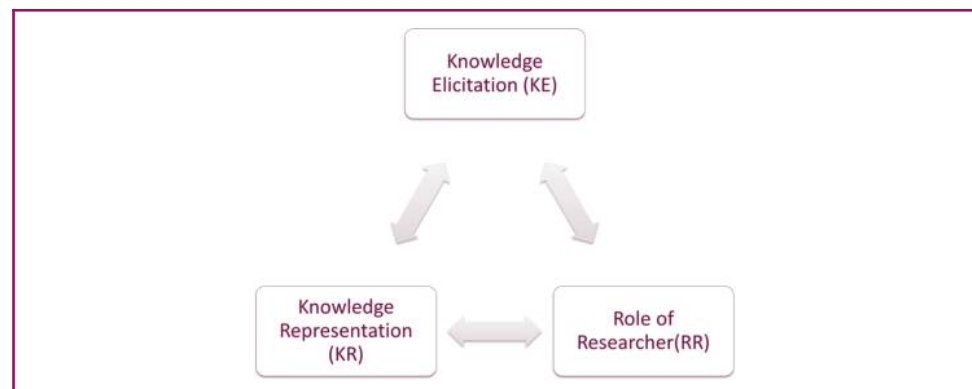 Knowledge
Elicitation (KE)
Knowledge
Representation
(KR)
Role of
Researcher(RR)